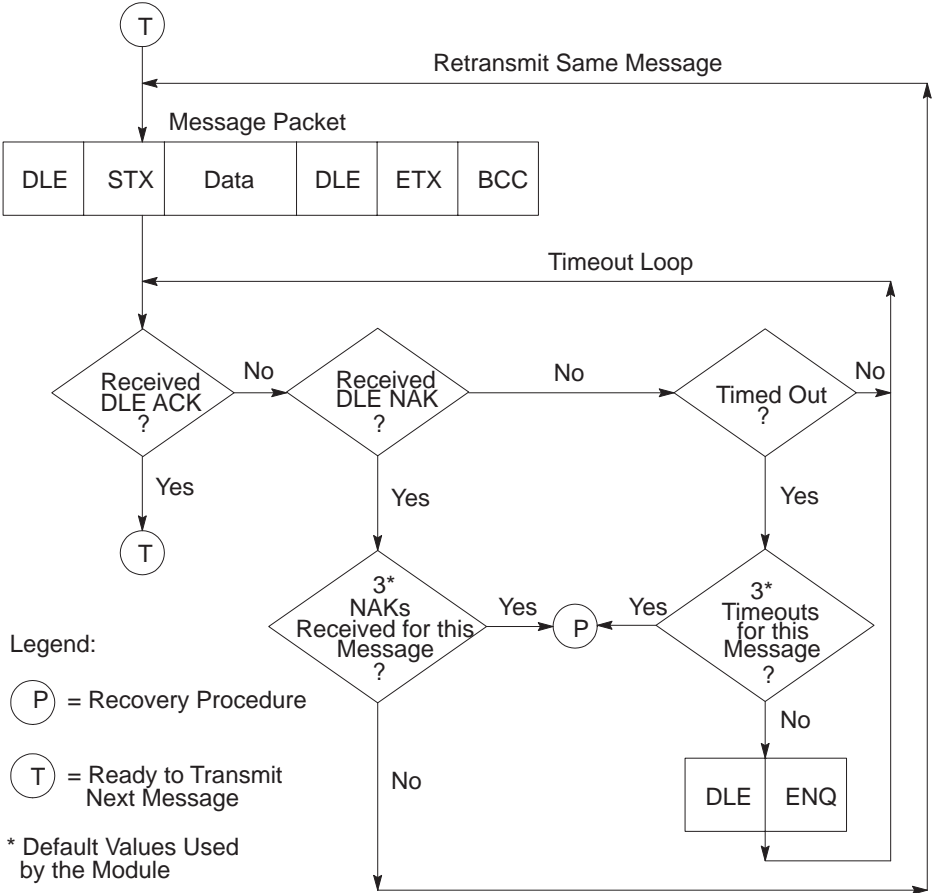 T
Retransmit Same Message
Message Packet
DLE STX Data DLE ETX BCC
Timeout Loop
Received
DLE ACK
?
No
Received
DLE NAK
?
No
Timed Out
?
No
Yes
Yes
Yes
T
3*
NAKs
Received for this
Message
?
Yes
P
Yes
3*
Timeouts
for this
Message
?
No
No
DLE ENQ
Legend:
P = Recovery Procedure
T = Ready to Transmit
Next Message
* Default Values Used
by the Module